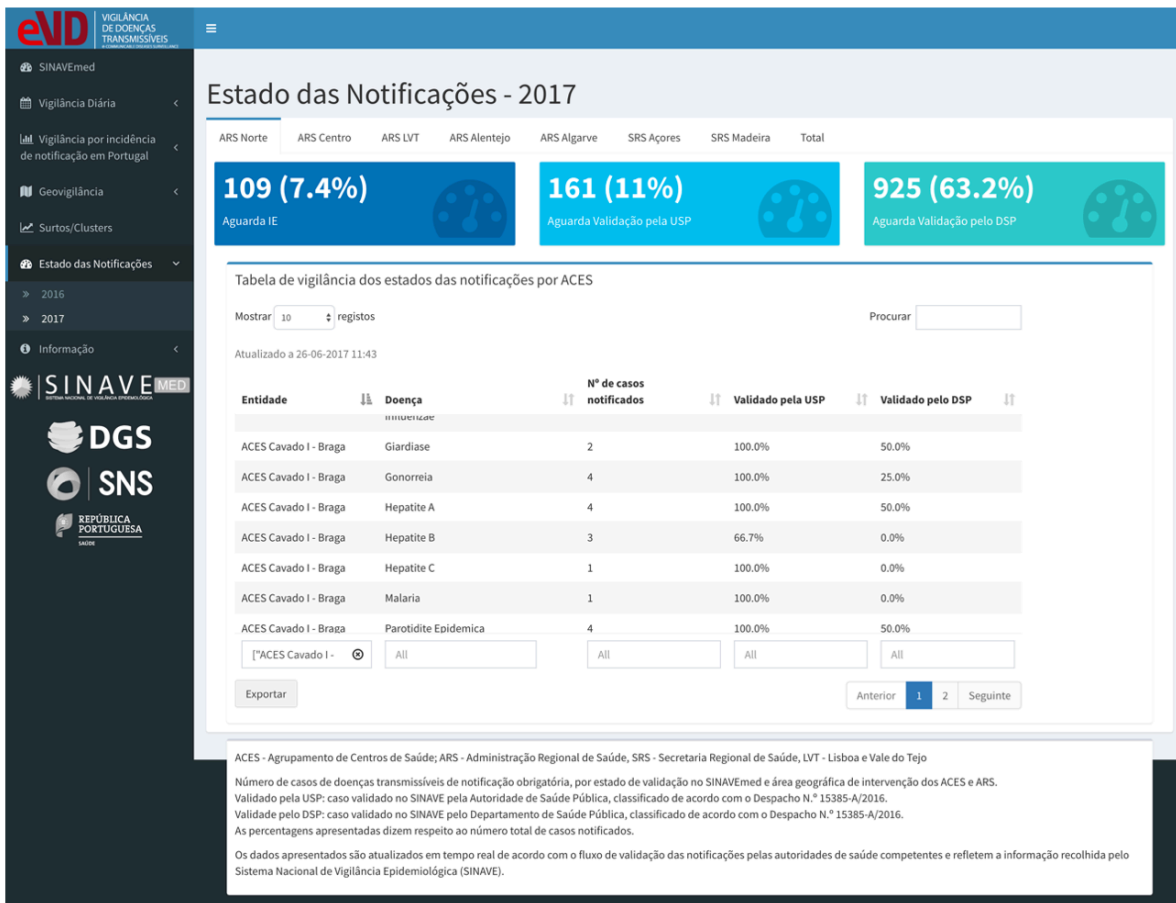 eVD
VIGILÂNCIA
DE DOENÇAS
TRANSMISSÍVEIS
SINAVEmed
Vigilância Diária
Vigilância por incidência
de notificação em Portugal
Geovigilância
Surtos/Clusters
Estado das Notificações
2016
2017
Informação
SINAVE MED
SISTEMA NACIONAL DE VIGILÂNCIA EPIDEMIOLÓGICA
DGS
SNS
REPÚBLICA
PORTUGUESA
SAÚDE
Estado das Notificações - 2017
ARS Norte ARS Centro ARS LVT ARS Alentejo ARS Algarve SRS Açores SRS Madeira Total
109 (7.4%) 161 (11%) 925 (63.2%)
Aguarda IE Aguarda Validação pela USP Aguarda Validação pelo DSP
Tabela de vigilância dos estados das notificações por ACES
Mostrar 10 registos Procurar
Atualizado a 26-06-2017 11:43
Nº de casos
Entidade Doença notificados Validado pela USP Validado pelo DSP
influenzae
ACES Cavado I - Braga Giardiase 2 100.0% 50.0%
ACES Cavado I - Braga Gonorreia 4 100.0% 25.0%
ACES Cavado I - Braga Hepatite A 4 100.0% 50.0%
ACES Cavado I - Braga Hepatite B 3 66.7% 0.0%
ACES Cavado I - Braga Hepatite C 1 100.0% 0.0%
ACES Cavado I - Braga Malaria 1 100.0% 0.0%
ACES Cavado I - Braga Parotidite Epidemica 4 100.0% 50.0%
["ACES Cavado I - All All All All
Exportar Anterior 1 2 Seguinte
ACES - Agrupamento de Centros de Saúde; ARS - Administração Regional de Saúde, SRS - Secretaria Regional de Saúde, LVT - Lisboa e Vale do Tejo
Número de casos de doenças transmissíveis de notificação obrigatória, por estado de validação no SINAVEmed e área geográfica de intervenção dos ACES e ARS.
Validado pela USP: caso validado no SINAVE pela Autoridade de Saúde Pública, classificado de acordo com o Despacho N.º 15385-A/2016.
Validade pelo DSP: caso validado no SINAVE pelo Departamento de Saúde Pública, classificado de acordo com o Despacho N.º 15385-A/2016.
As percentagens apresentadas dizem respeito ao número total de casos notificados.
Os dados apresentados são atualizados em tempo real de acordo com o fluxo de validação das notificações pelas autoridades de saúde competentes e refletem a informação recolhida pelo
Sistema Nacional de Vigilância Epidemiológica (SINAVE).